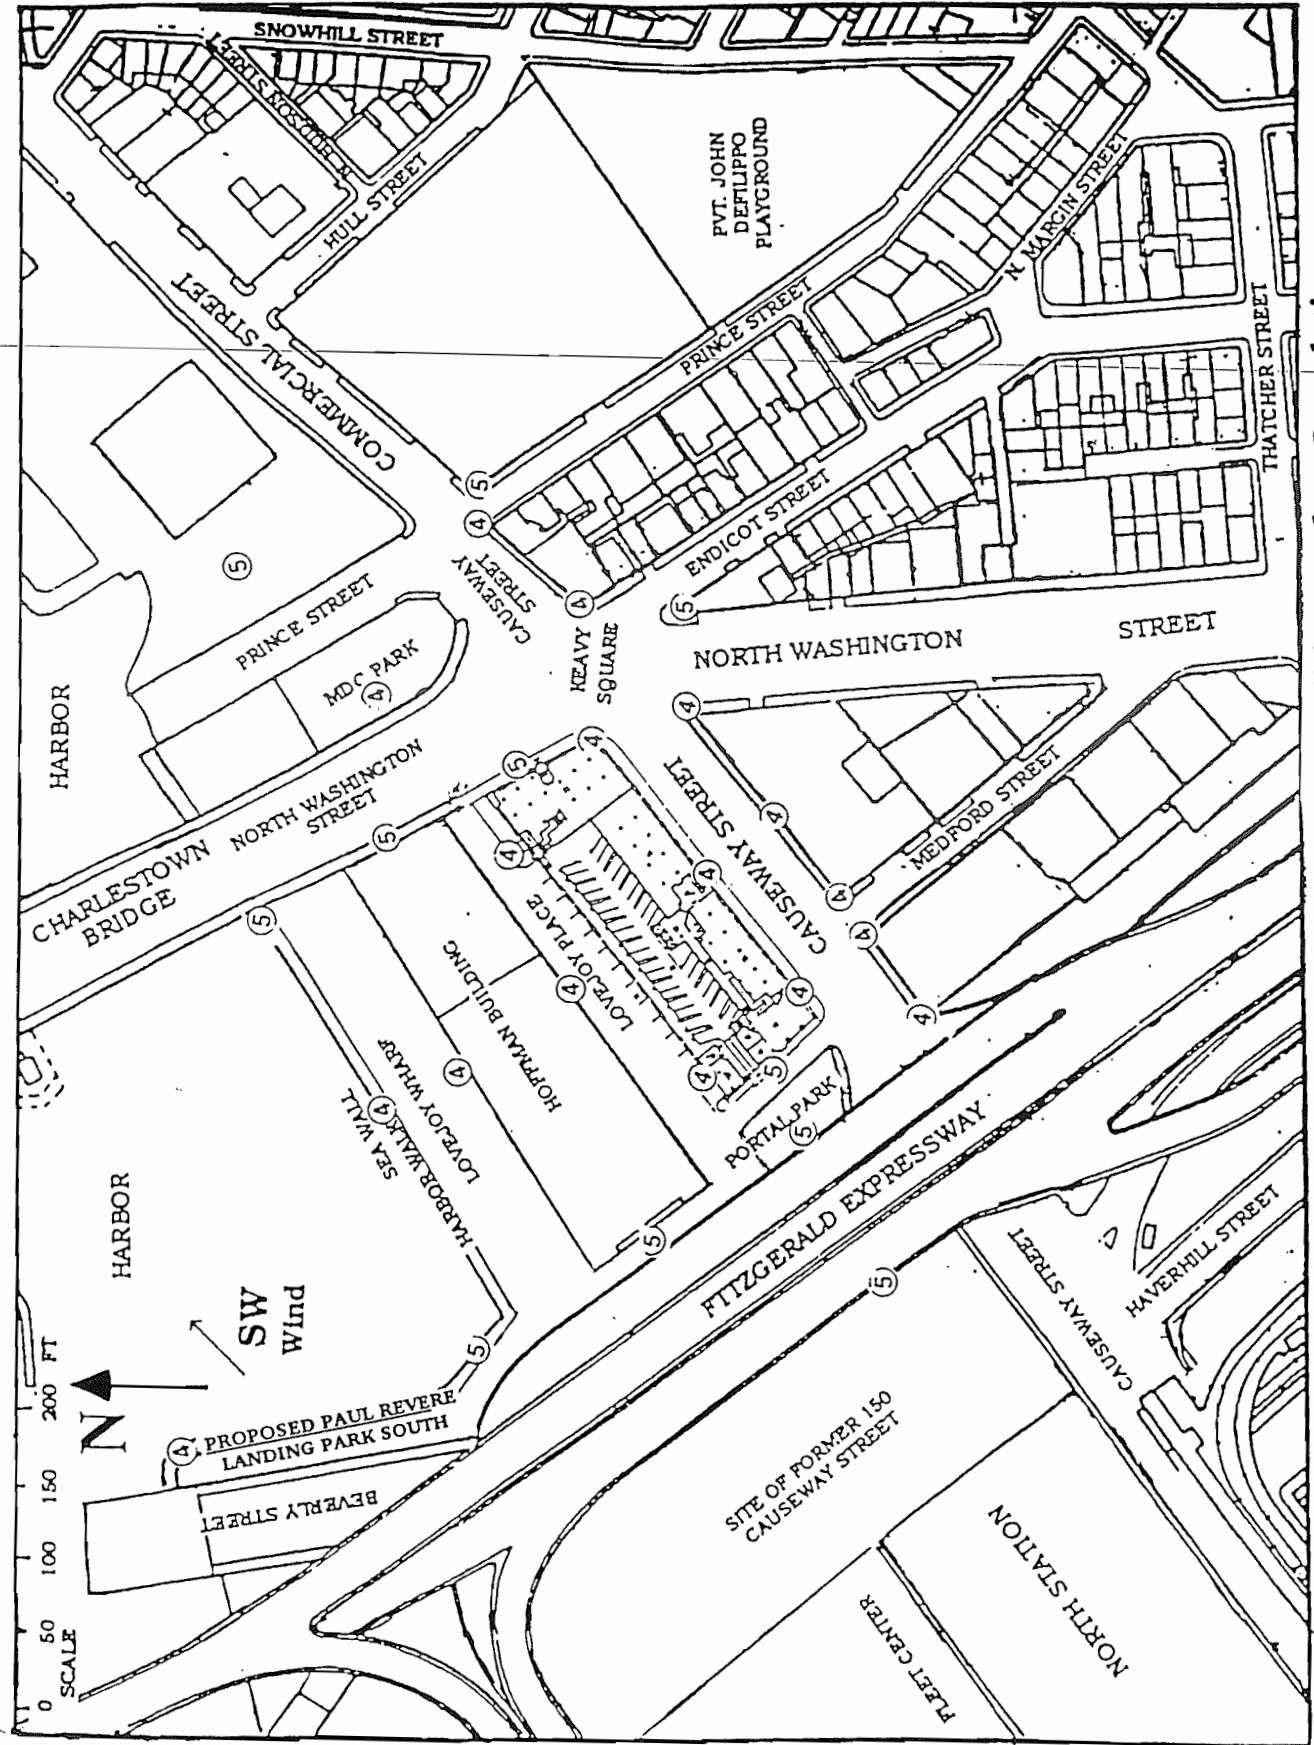 SNOWHILL STREET
N. HUDSON STREET
HULL STREET
COMMERCIAL STREET
PVT. JOHN
DEFILIPPO
PLAYGROUND
N. MARGIN STREET
PRINCE STREET
THATCHER STREET
5
4
5
CAUSEWAY
STREET
ENDICOT STREET
4
KEAVY
SQUARE
5
PRINCE STREET
MDC PARK
4
HARBOR
NORTH WASHINGTON
STREET
4
4
5
5
NORTH WASHINGTON
STREET
CHARLESTOWN
BRIDGE
5
CAUSEWAY STREET
4
MEDFORD STREET
4
4
4
LOVEJOY PLACE
4
4
4
4
5
HOFFMAN BUILDING
4
LOVEJOY WHARF
HARBOR WALK
4
SEA WALL
4
PORTAL PARK
5
5
FITZGERALD EXPRESSWAY
HARBOR
SW
Wind
5
5
CAUSEWAY STREET
HAVERHILL STREET
N
4
PROPOSED PAUL REVERE
LANDING PARK SOUTH
BEVERLY STREET
SITE OF FORMER 150
CAUSEWAY STREET
NORTH STATION
FLEET CENTER
0 50 100 150 200 FT
SCALE